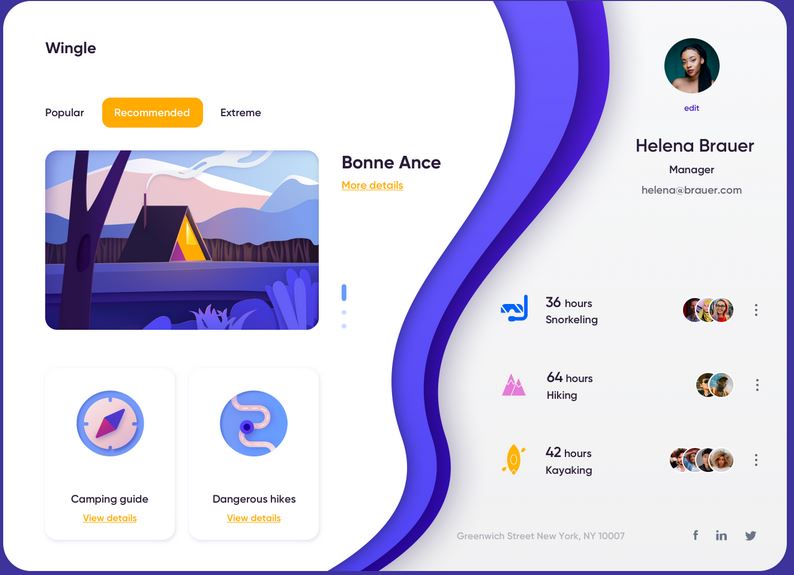 Wingle
Popular
Recommended
Extreme
Bonne Ance
More details
Camping guide
View details
Dangerous hikes
View details
edit
Helena Brauer
Manager
helena@brauer.com
36 hours
Snorkeling
64 hours
Hiking
42 hours
Kayaking
Greenwich Street New York, NY 10007